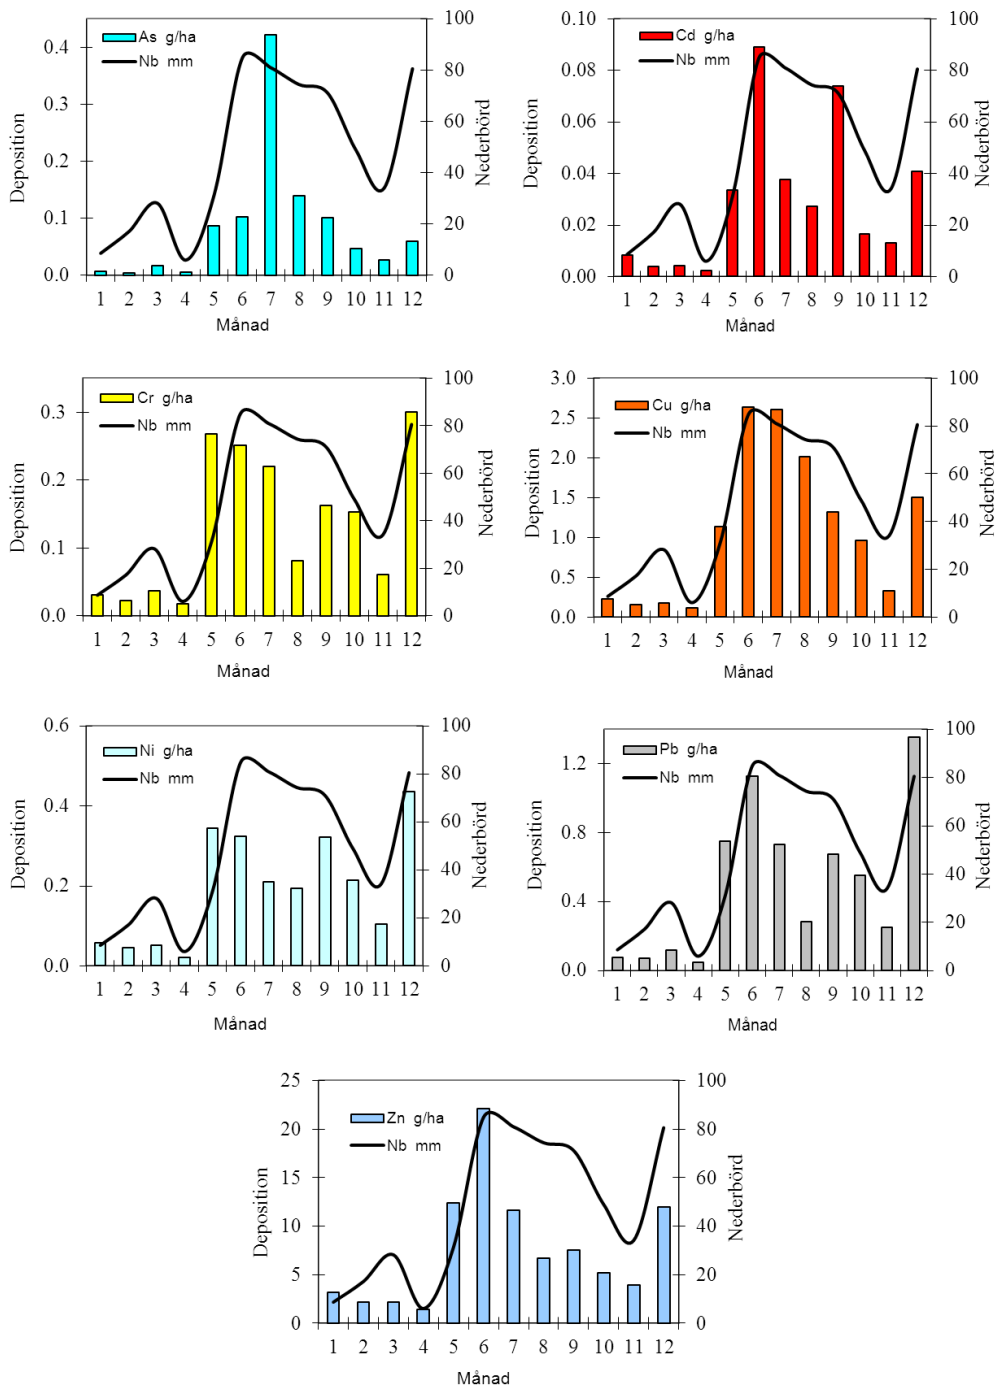 As g/ha
Nb mm
Deposition
Nederbörd
0.4
0.3
0.2
0.1
0.0
100
80
60
40
20
0
1 2 3 4 5 6 7 8 9 10 11 12
Månad
Cd g/ha
Nb mm
Deposition
Nederbörd
0.10
0.08
0.06
0.04
0.02
0.00
100
80
60
40
20
0
1 2 3 4 5 6 7 8 9 10 11 12
Månad
Cr g/ha
Nb mm
Deposition
Nederbörd
0.3
0.2
0.1
0.0
100
80
60
40
20
0
1 2 3 4 5 6 7 8 9 10 11 12
Månad
Cu g/ha
Nb mm
Deposition
Nederbörd
3.0
2.5
2.0
1.5
1.0
0.5
0.0
100
80
60
40
20
0
1 2 3 4 5 6 7 8 9 10 11 12
Månad
Ni g/ha
Nb mm
Deposition
Nederbörd
0.6
0.4
0.2
0.0
100
80
60
40
20
0
1 2 3 4 5 6 7 8 9 10 11 12
Månad
Pb g/ha
Nb mm
Deposition
Nederbörd
1.2
0.8
0.4
0.0
100
80
60
40
20
0
1 2 3 4 5 6 7 8 9 10 11 12
Månad
Zn g/ha
Nb mm
Deposition
Nederbörd
25
20
15
10
5
0
100
80
60
40
20
0
1 2 3 4 5 6 7 8 9 10 11 12
Månad